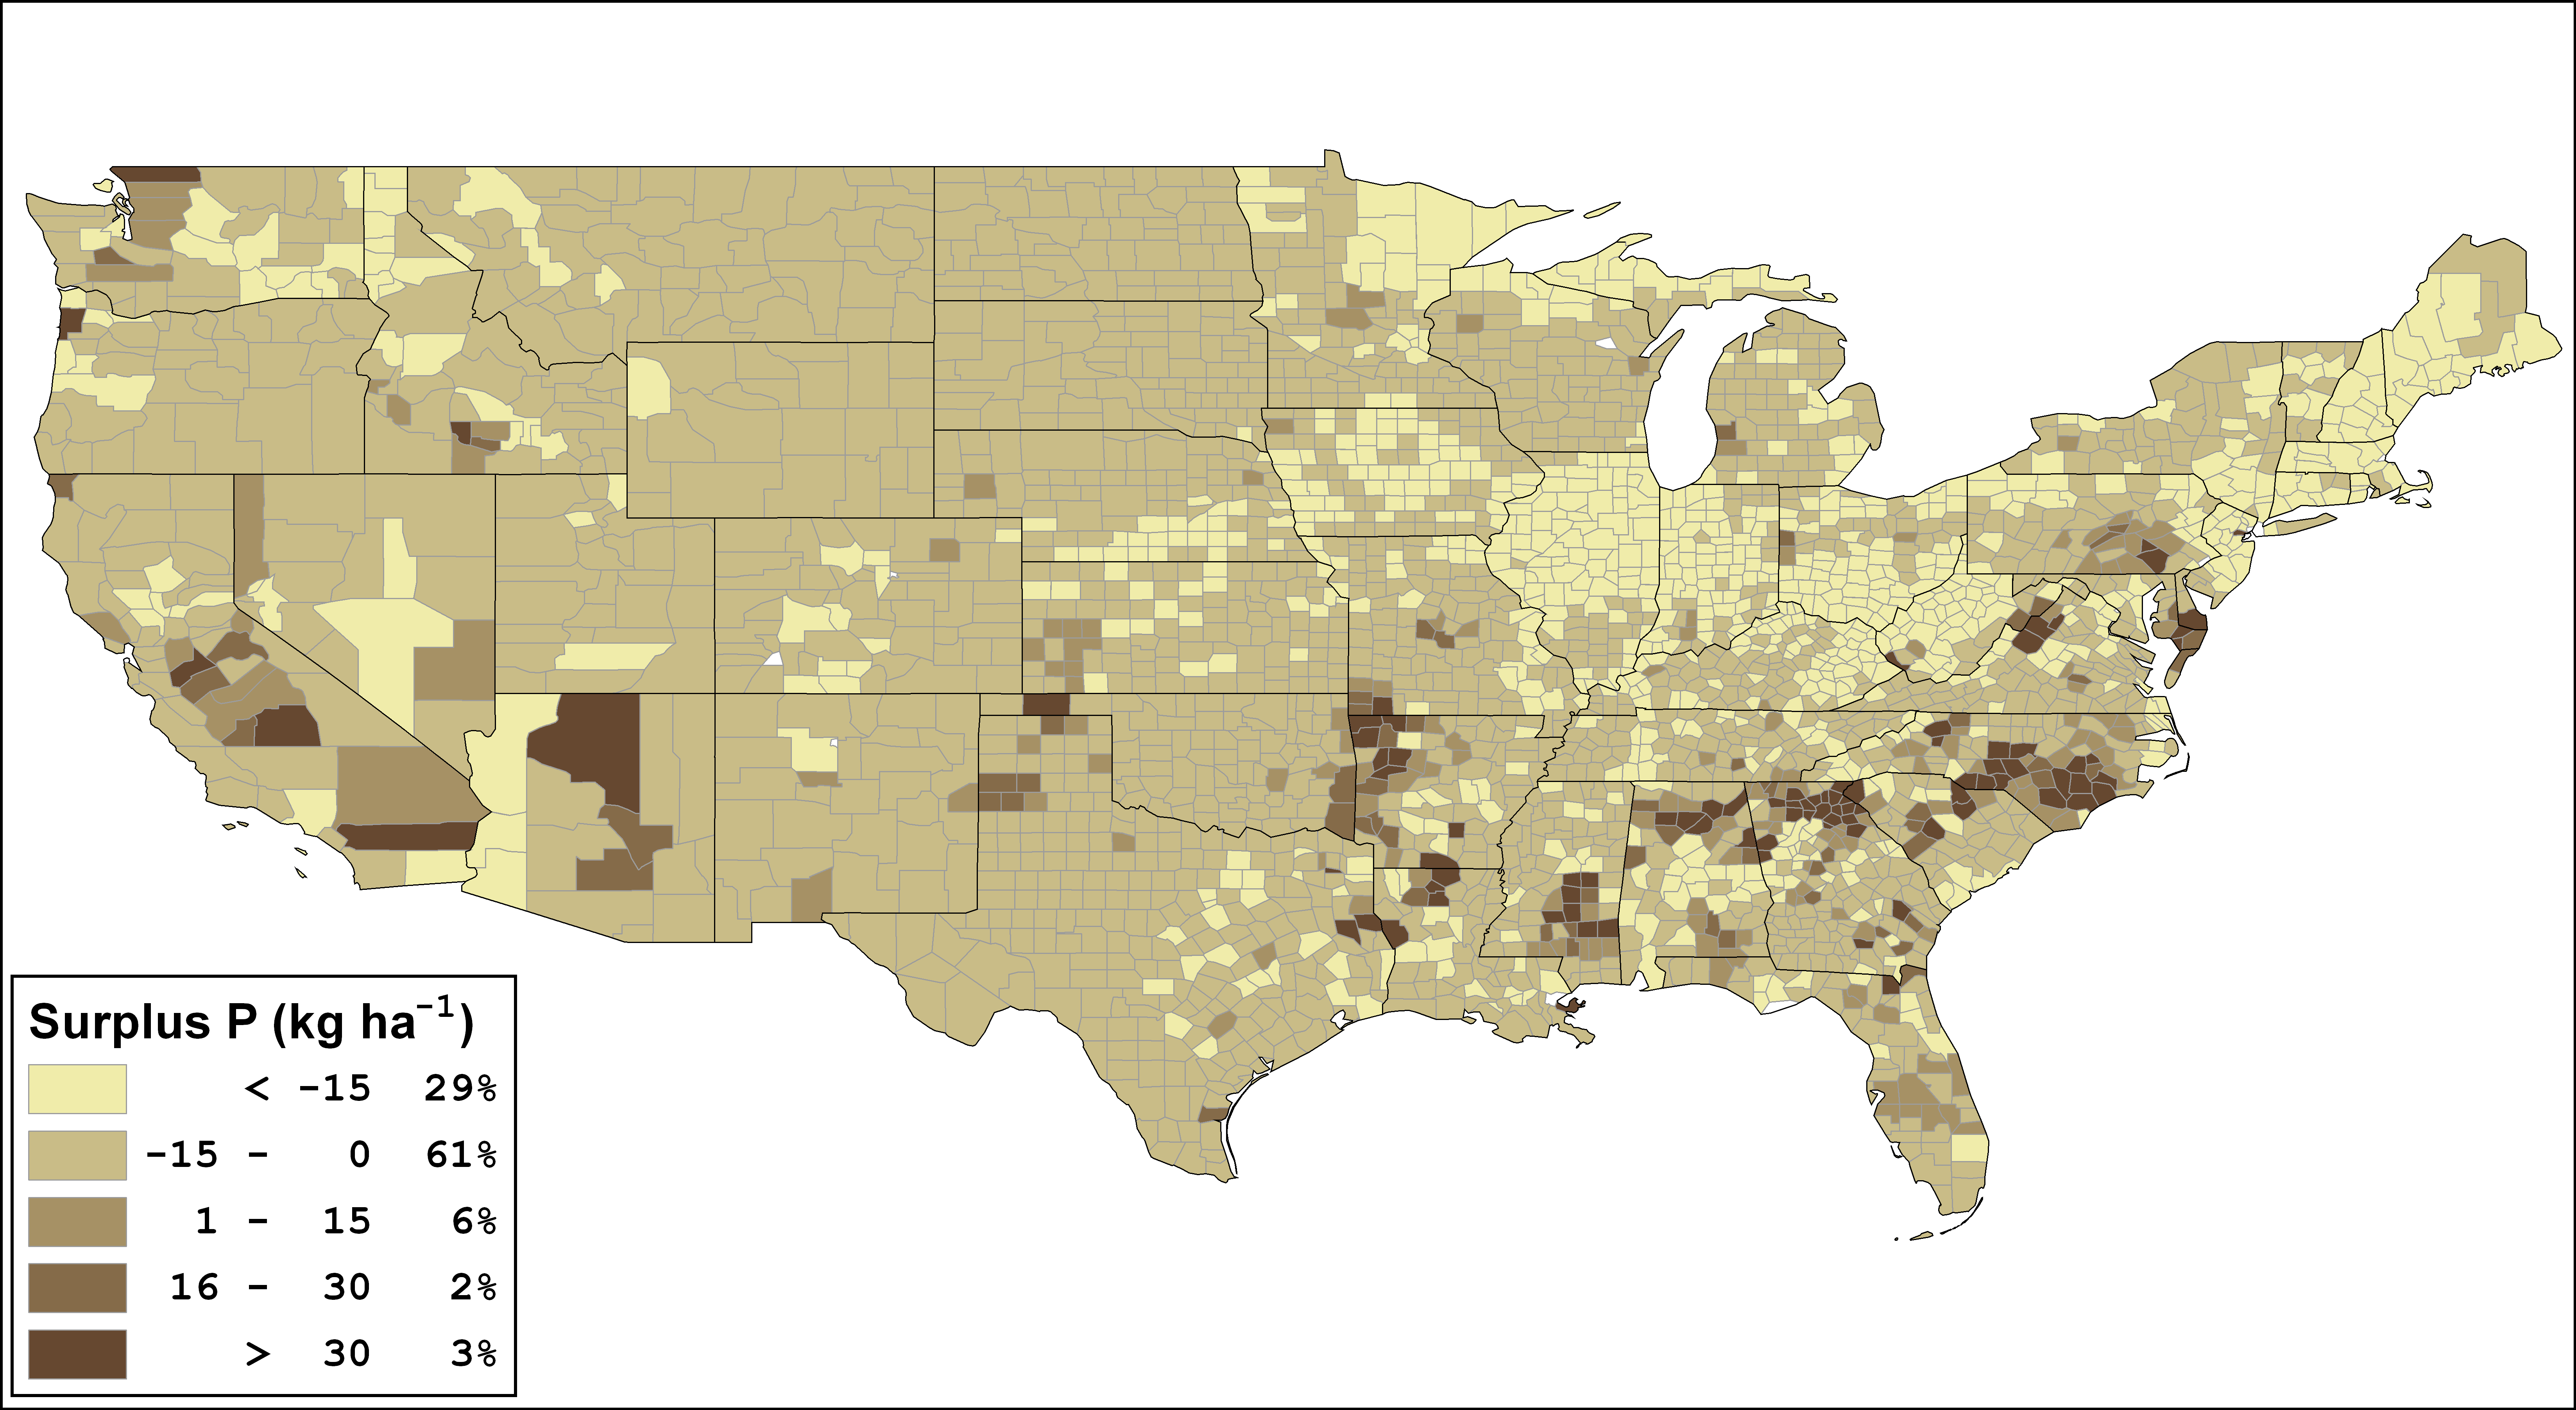 Surplus P (kg ha⁻¹)
< -15 29%
-15 - 0 61%
1 - 15 6%
16 - 30 2%
> 30 3%